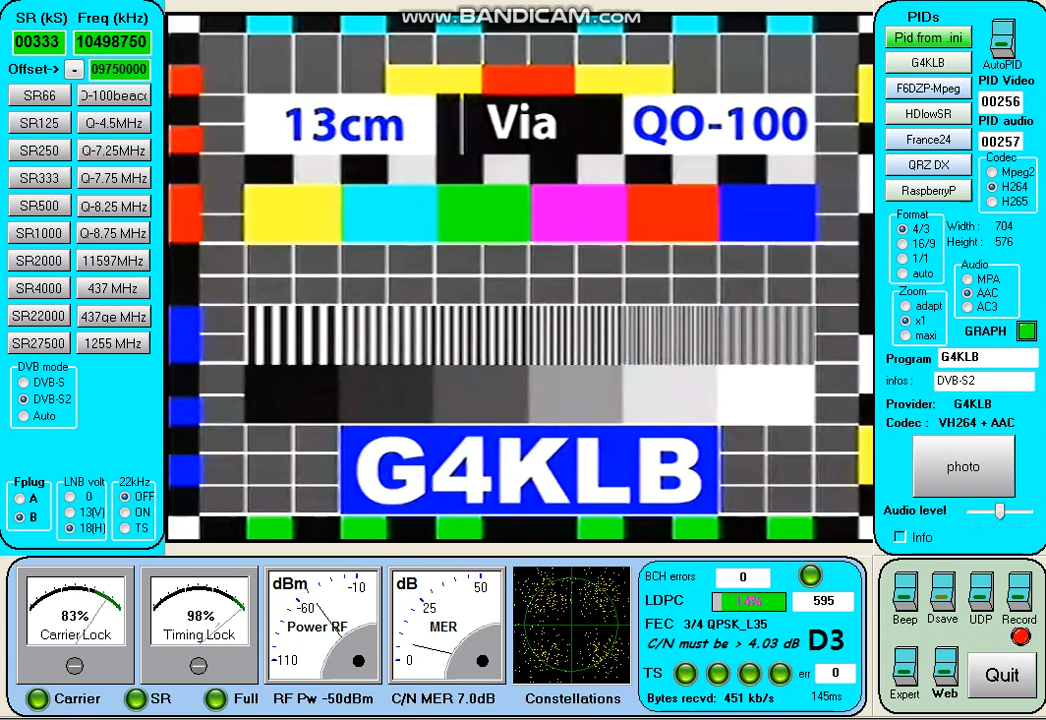 www.BANDICAM.com
SR (kS) Freq (kHz)
00333 10498750
Offset-> - 09750000
SR66
SR125 Q-4.5MHz
SR250 Q-7.25MHz
SR333 Q-7.75 MHz
SR500 Q-8.25 MHz
SR1000 Q-8.75 MHz
SR2000 11597MHz
SR4000 437 MHz
SR22000 437qe MHz
SR27500 1255 MHz
DVB mode
DVB-S
DVB-S2
Auto
Fplug
A
B
LNB volt
0
13(V)
18(H)
22kHz
OFF
ON
TS
13cm Via QO-100
G4KLB
PIDs
Pid from .ini
G4KLB
F6DZP-Mpeg
HDlowSR
France24
QRZ DX
RaspberryP
AutoPID
PID Video
00256
PID audio
00257
Codec
Mpeg2
H264
H265
Format
4/3
16/9
1/1
auto
Width : 704
Height : 576
Audio
MPA
AAC
AC3
Zoom
adapt
x1
maxi
GRAPH
Program G4KLB
infos : DVB-S2
Provider: G4KLB
Codec : VH264 + AAC
photo
Audio level
Info
83%
Carrier Lock
98%
Timing Lock
dBm -10
-60
Power RF
-110
dB 50
25
MER
0
Carrier SR Full RF Pw -50dBm C/N MER 7.0dB Constellations
BCH errors 0
LDPC 14% 595
FEC 3/4 QPSK_L35
C/N must be > 4.03 dB D3
TS err 0
Bytes recvd: 451 kb/s 145ms
Beep Dsave UDP Record
Expert Web Quit